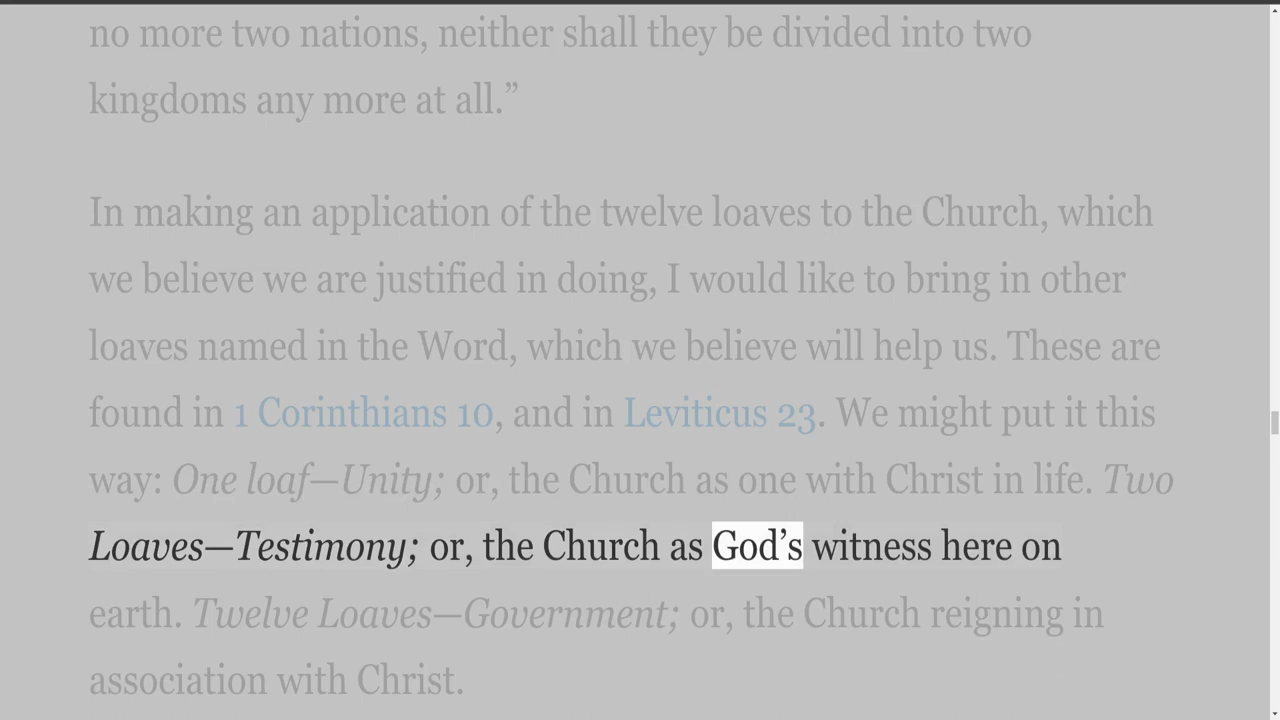 no more two nations, neither shall they be divided into two
kingdoms any more at all.”
In making an application of the twelve loaves to the Church, which
we believe we are justified in doing, I would like to bring in other
loaves named in the Word, which we believe will help us. These are
found in 1 Corinthians 10, and in Leviticus 23. We might put it this
way: One loaf—Unity; or, the Church as one with Christ in life. Two
Loaves—Testimony; or, the Church as God’s witness here on
earth. Twelve Loaves—Government; or, the Church reigning in
association with Christ.